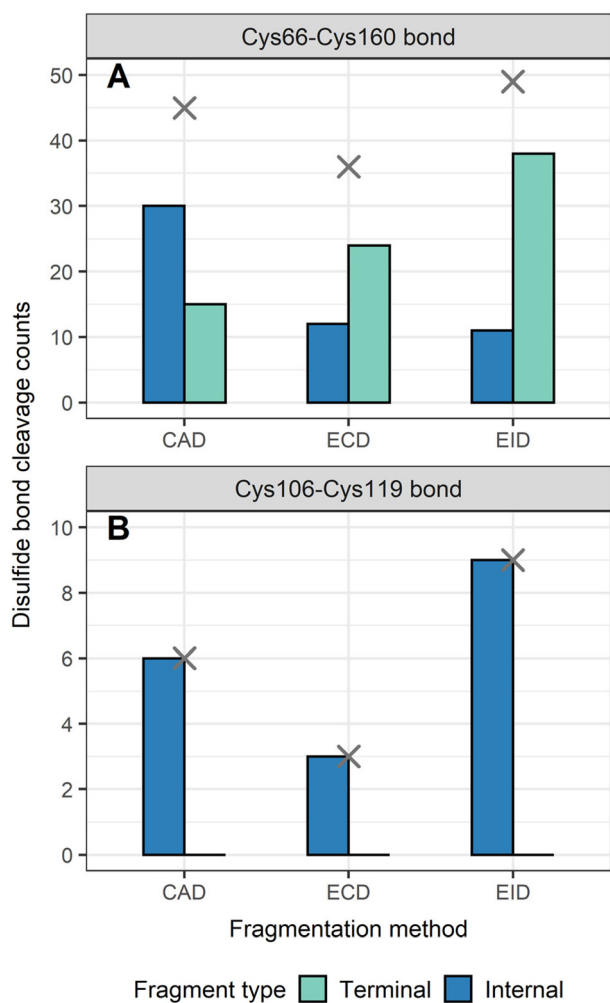 Cys66-Cys160 bond
A
50
40
30
20
10
0
CAD ECD EID
Cys106-Cys119 bond
B
10
8
6
4
2
0
CAD ECD EID
Disulfide bond cleavage counts
Fragmentation method
Fragment type Terminal Internal